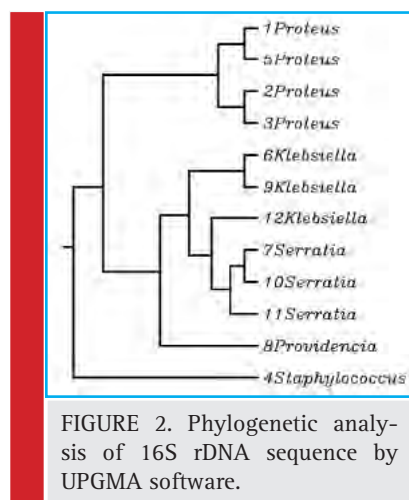 1Proteus
5Proteus
2Proteus
3Proteus
6Klebsiella
9Klebsiella
12Klebsiella
7Serratia
10Serratia
11Serratia
8Providencia
4Staphylococcus
FIGURE 2. Phylogenetic analy-
sis of 16S rDNA sequence by
UPGMA software.